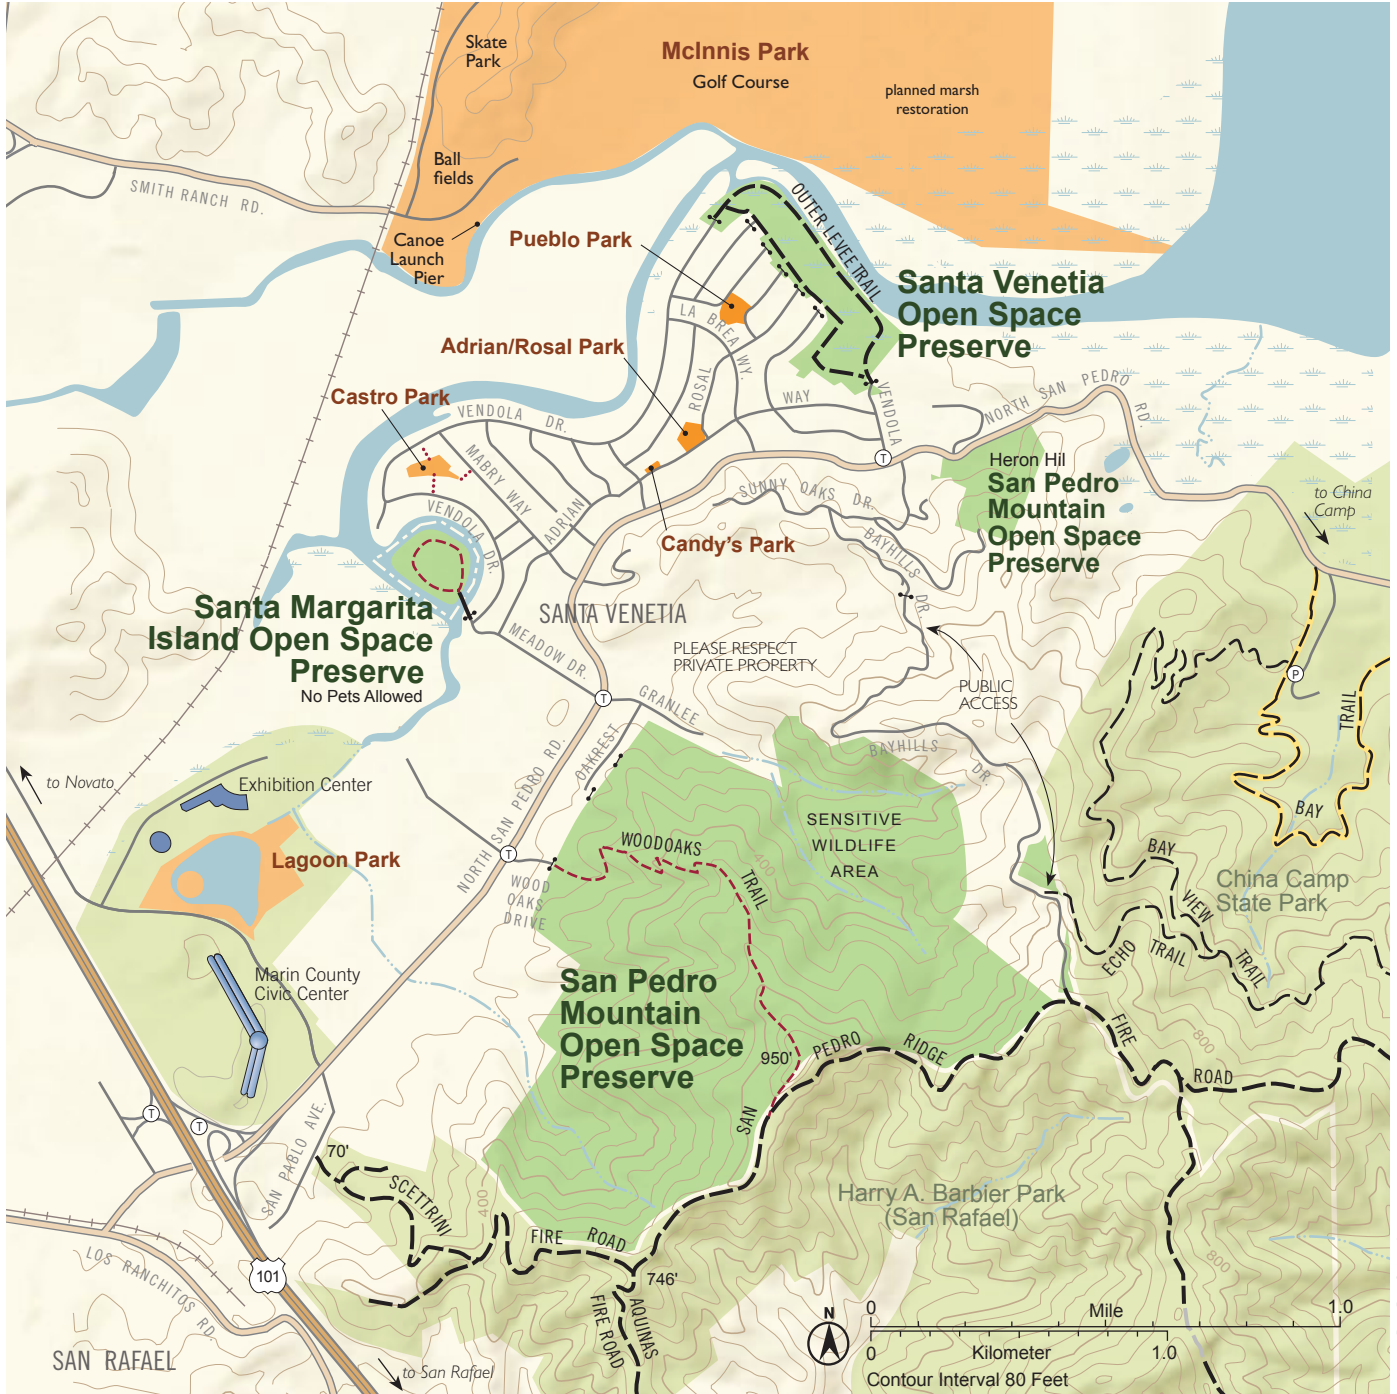 Skate
Park
McInnis Park
Golf Course
planned marsh
restoration
Ball
fields
SMITH RANCH RD.
Canoe
Launch
Pier
Pueblo Park
OUTER LEVEE TRAIL
Santa Venetia
Open Space
Preserve
LA BREA WY.
Adrian/Rosal Park
ROSAL
WAY
VENDOLA
NORTH SAN PEDRO RD.
Castro Park
VENDOLA DR.
MABRY WAY
ADRIAN
VENDOLA DR.
T
SUNNY OAKS DR.
BAYHILLS DR.
Heron Hil
San Pedro
Mountain
Open Space
Preserve
to China
Camp
Candy's Park
Santa Margarita
Island Open Space
Preserve
No Pets Allowed
SANTA VENETIA
MEADOW DR.
PLEASE RESPECT
PRIVATE PROPERTY
PUBLIC
ACCESS
P
TRAIL
BAY
T
GRANLEE
OAKREST
BAYHILLS DR.
to Novato
Exhibition Center
Lagoon Park
NORTH SAN PEDRO RD.
T
WOOD
OAKS
DRIVE
WOODOAKS
TRAIL
400
SENSITIVE
WILDLIFE
AREA
BAY
VIEW
TRAIL
China Camp
State Park
ECHO
TRAIL
Marin County
Civic Center
San Pedro
Mountain
Open Space
Preserve
950'
SAN
PEDRO
RIDGE
FIRE
ROAD
800
T
T
SAN PABLO AVE.
70'
SCETTRINI
400
FIRE ROAD
746'
AQUINAS
FIRE ROAD
Harry A. Barbier Park
(San Rafael)
800
LOS RANCHITOS RD.
101
SAN RAFAEL
to San Rafael
N
0
Mile
1.0
0
Kilometer
1.0
Contour Interval 80 Feet